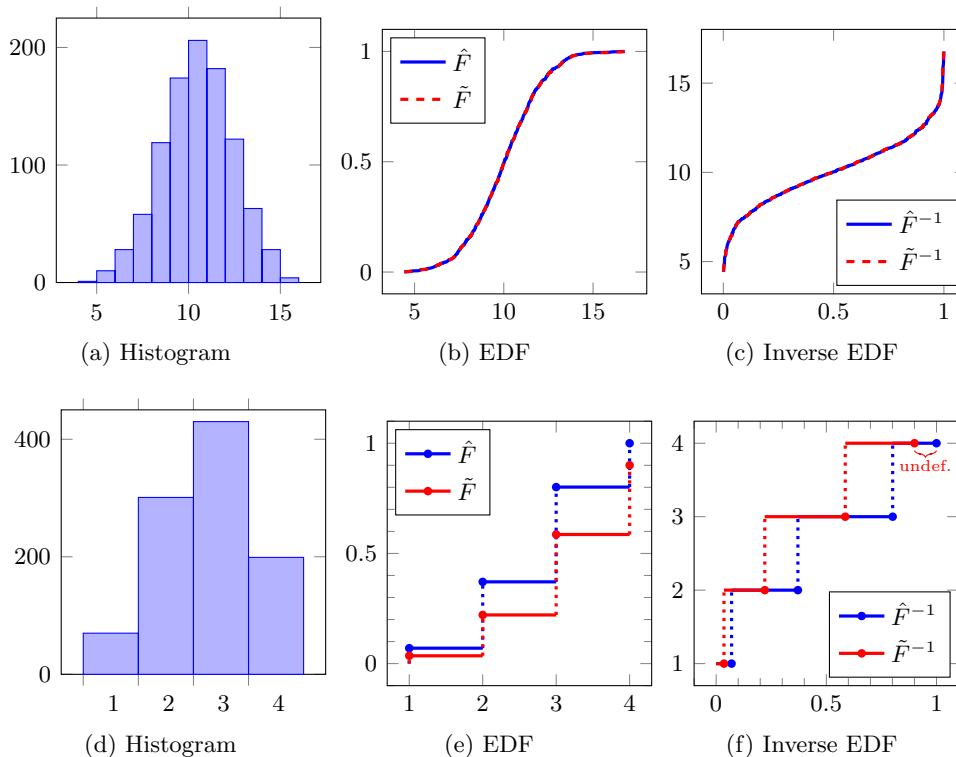 200
100
0
5
10
15
(a) Histogram
1
0.5
0
F̂
F̃
5
10
15
(b) EDF
15
10
5
F̂⁻¹
F̃⁻¹
0
0.5
1
(c) Inverse EDF
400
200
0
1
2
3
4
(d) Histogram
1
0.5
0
F̂
F̃
1
2
3
4
(e) EDF
4
3
2
1
undef.
F̂⁻¹
F̃⁻¹
0
0.5
1
(f) Inverse EDF